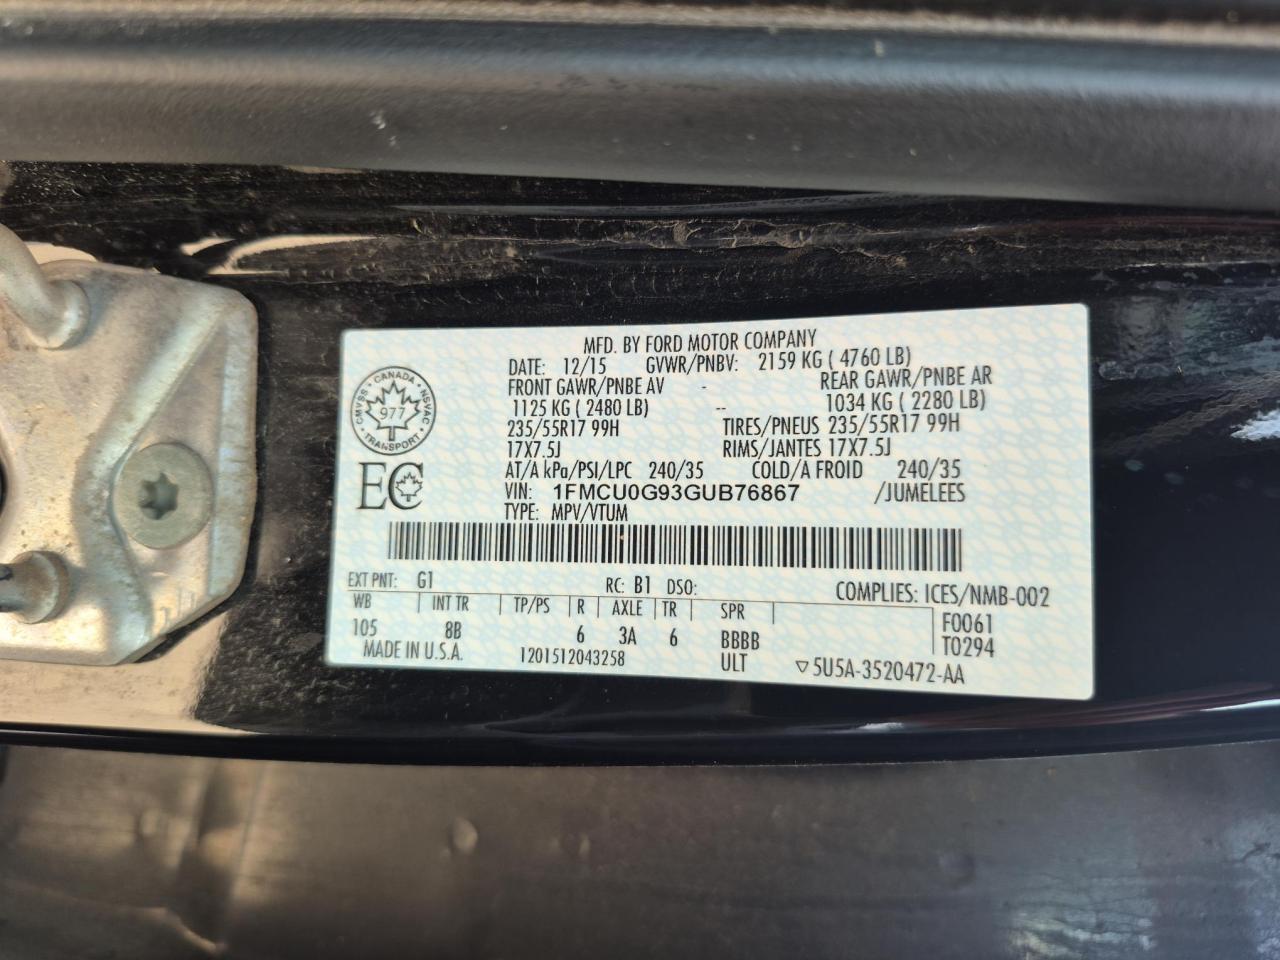 MFD. BY FORD MOTOR COMPANY
DATE: 12/15 GVWR/PNBV: 2159 KG ( 4760 LB)
FRONT GAWR/PNBE AV - REAR GAWR/PNBE AR
1125 KG ( 2480 LB) -- 1034 KG ( 2280 LB)
235/55R17 99H TIRES/PNEUS 235/55R17 99H
17X7.5J RIMS/JANTES 17X7.5J
AT/A kPa/PSI/LPC 240/35 COLD/A FROID 240/35
VIN: 1FMCU0G93GUB76867 /JUMELEES
TYPE: MPV/VTUM
CANADA
CMVSS
NSVAC
977
TRANSPORT
EC
EXT PNT: G1 RC: B1 DSO: COMPLIES: ICES/NMB-002
WB INT TR TP/PS R AXLE TR SPR F0061
105 8B 6 3A 6 BBBB T0294
MADE IN U.S.A. 1201512043258 ULT ▽5U5A-3520472-AA